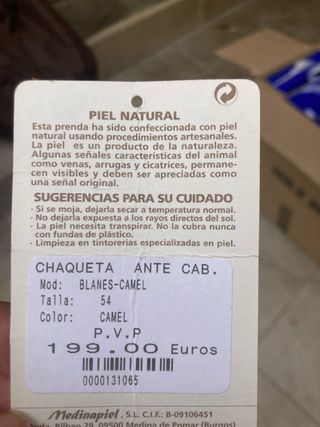 PIEL NATURAL
Esta prenda ha sido confeccionada con piel
natural usando procedimientos artesanales.
La piel es un producto de la naturaleza.
Algunas señales características del animal
como venas, arrugas y cicatrices, permane-
cen visibles y deben ser apreciadas como
una señal original.
SUGERENCIAS PARA SU CUIDADO
- Si se moja, dejarla secar a temperatura normal.
- No dejarla expuesta a los rayos directos del sol.
- La piel necesita transpirar. No la cubra nunca
con fundas de plástico.
- Limpieza en tintorerias especializadas en piel.
CHAQUETA ANTE CAB.
Mod: BLANES-CAMEL
Talla: 54
Color: CAMEL
P.V.P
199.00 Euros
0000131065
Medinapiel, S.L. C.I.F.: B-09106451
Avda. Bilbao 29, 09500 Medina de Pomar (Burgos)